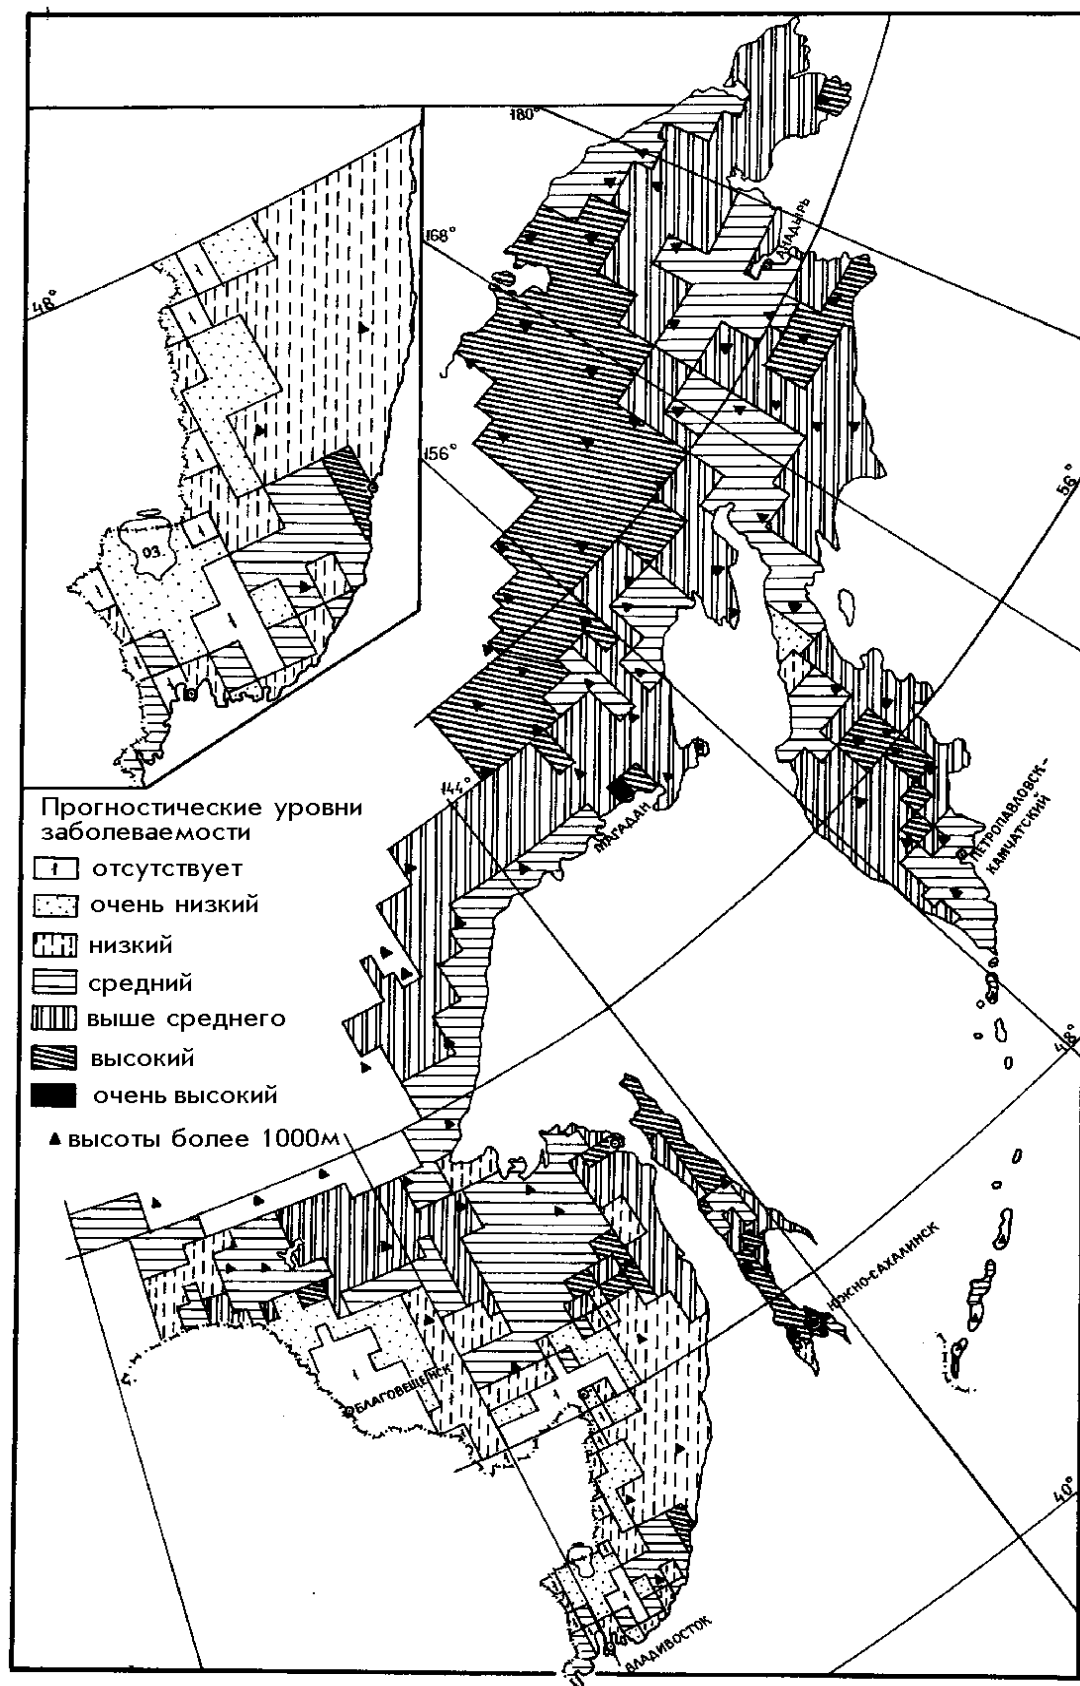 180°
АНАДЫРЬ
168°
48°
156°
56°
ОЗ.
144°
МАГАДАН
ПЕТРОПАВЛОВСК-
КАМЧАТСКИЙ
Прогностические уровни
заболеваемости
отсутствует
очень низкий
низкий
средний
выше среднего
высокий
очень высокий
высоты более 1000м
48°
ЮЖНО-САХАЛИНСК
БЛАГОВЕЩЕНСК
40°
ВЛАДИВОСТОК